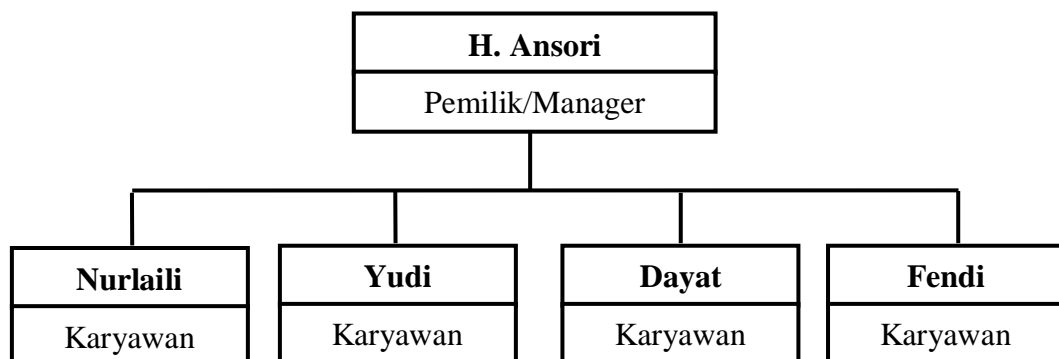 H. Ansori
Pemilik/Manager
Nurlaili
Karyawan
Yudi
Karyawan
Dayat
Karyawan
Fendi
Karyawan